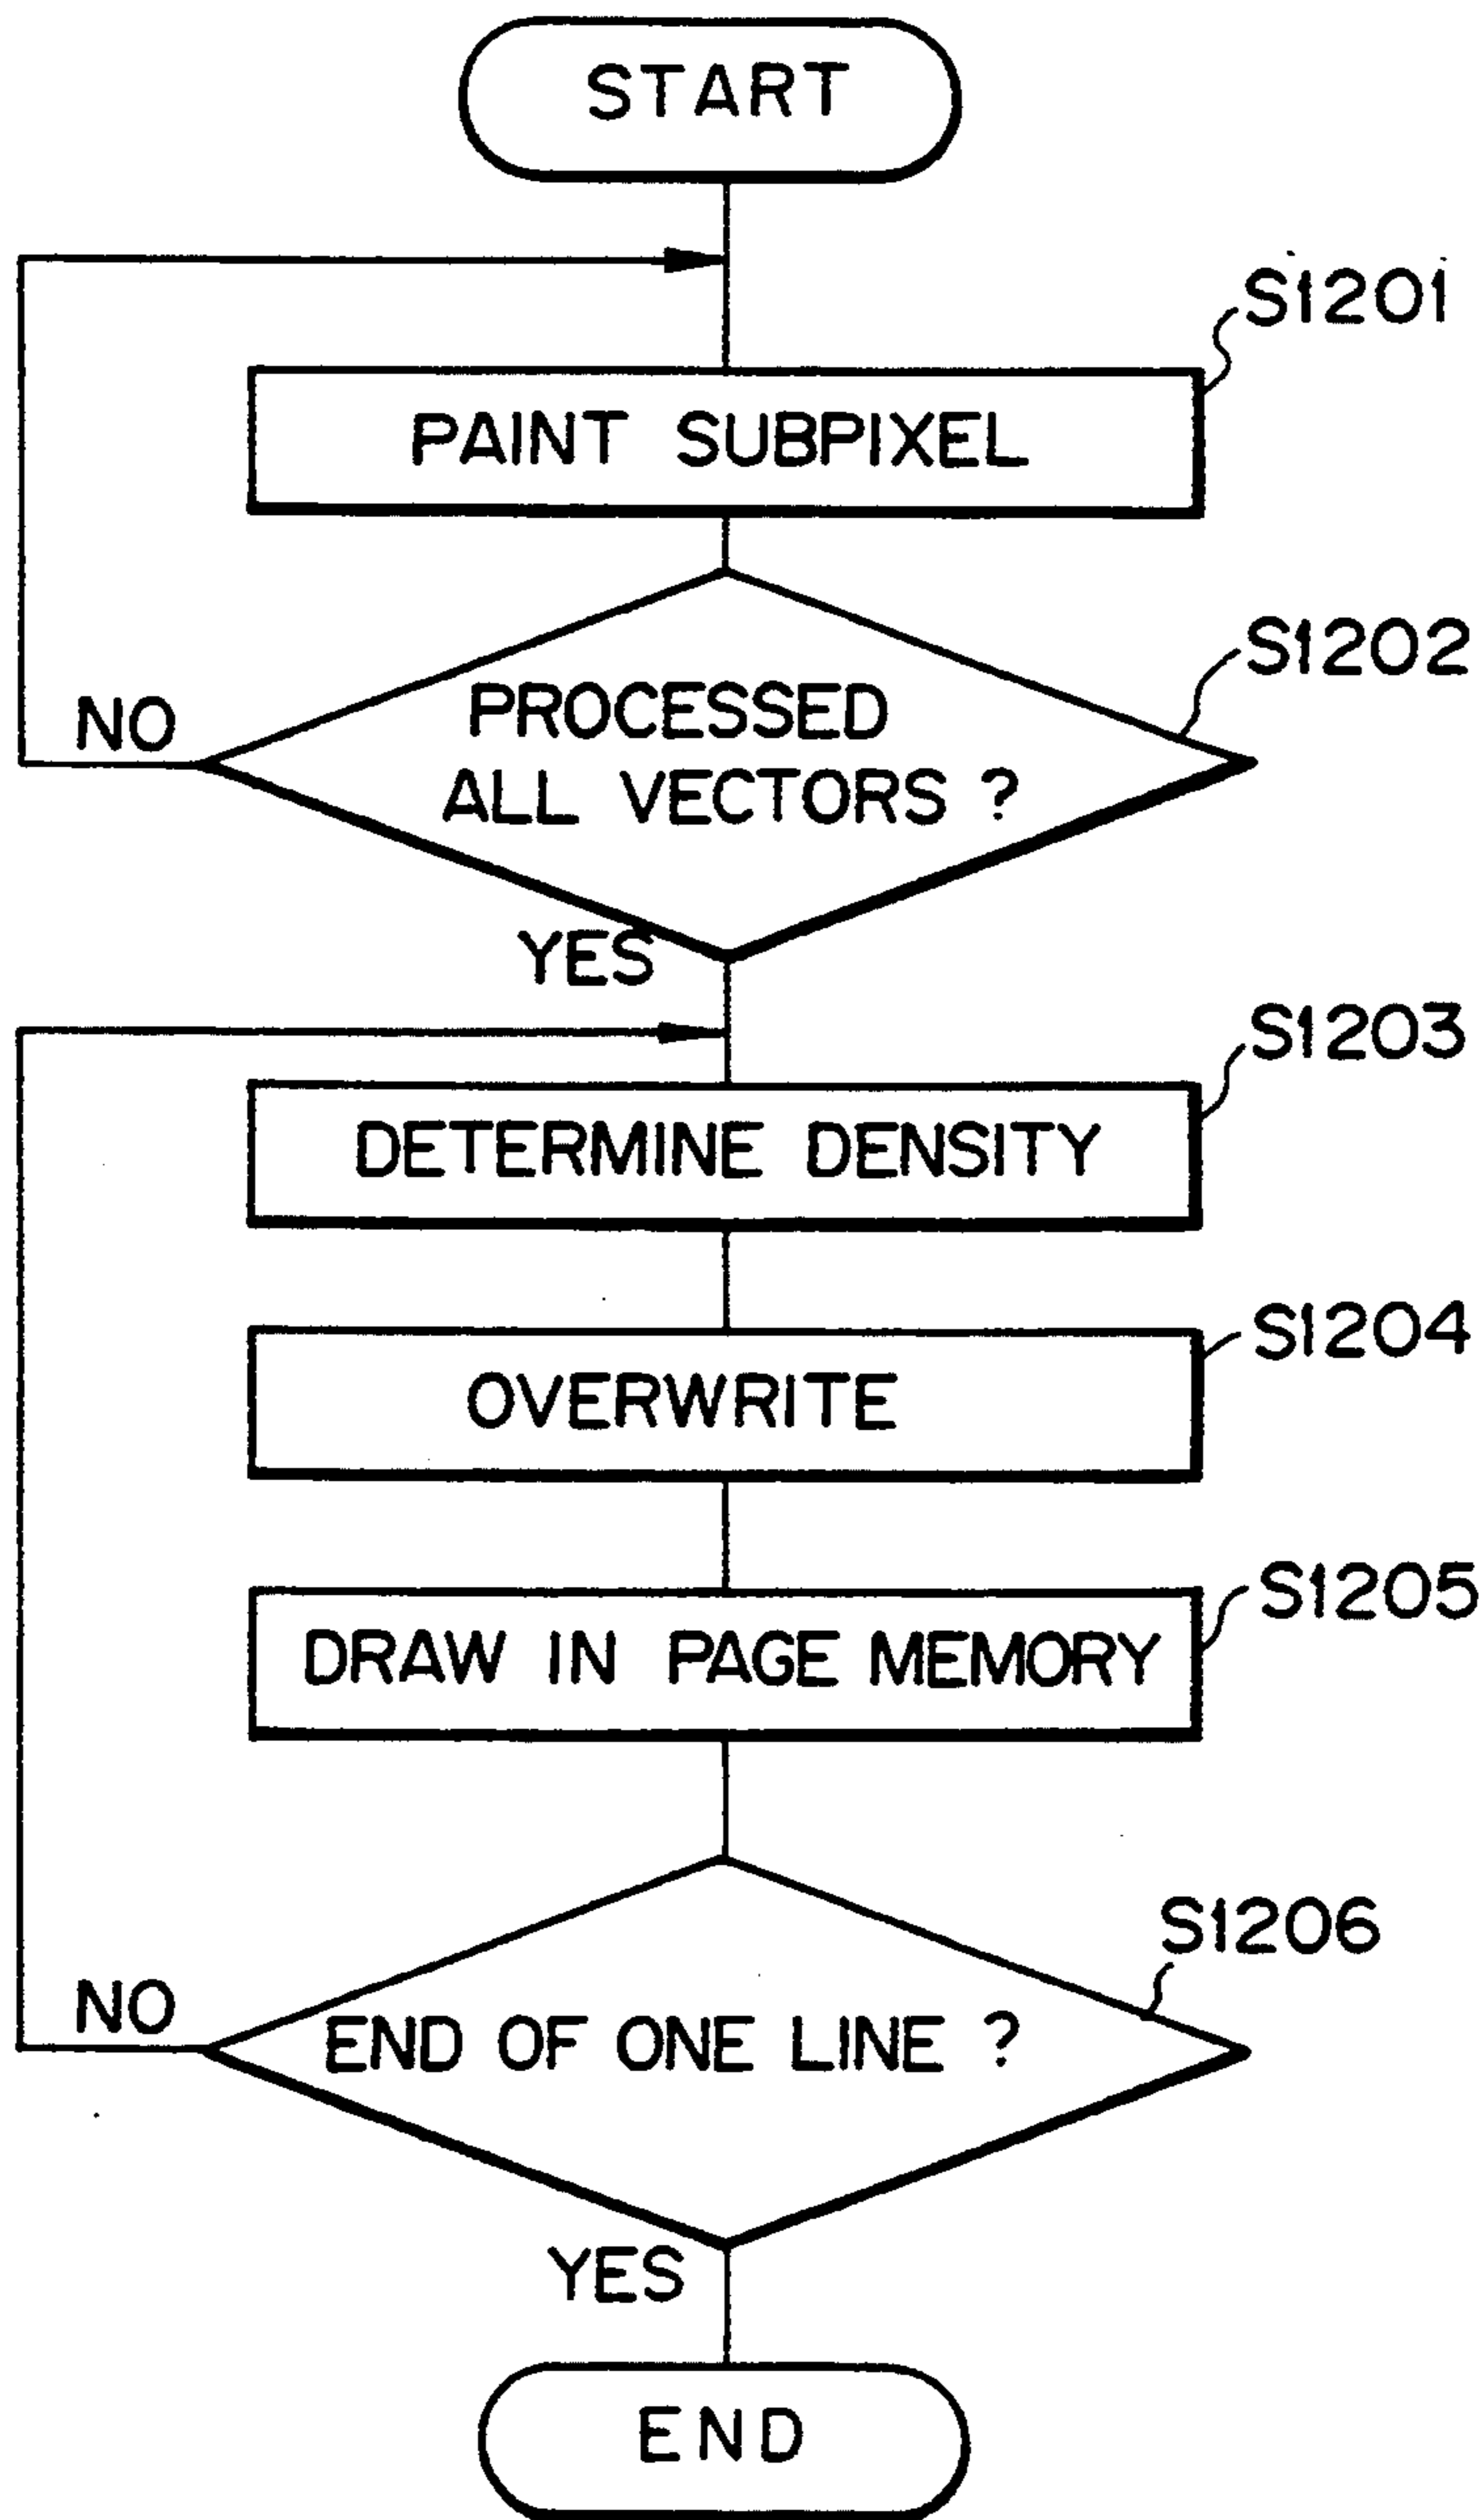 START
S1201
PAINT SUBPIXEL
S1202
PROCESSED
ALL VECTORS ?
NO
YES
S1203
DETERMINE DENSITY
S1204
OVERWRITE
S1205
DRAW IN PAGE MEMORY
S1206
END OF ONE LINE ?
NO
YES
END